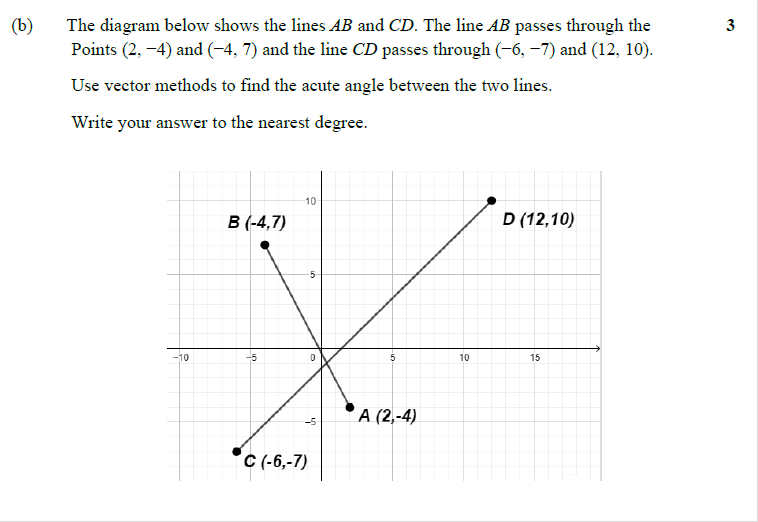 (b) The diagram below shows the lines AB and CD. The line AB passes through the 3
Points (2, −4) and (−4, 7) and the line CD passes through (−6, −7) and (12, 10).
Use vector methods to find the acute angle between the two lines.
Write your answer to the nearest degree.
10
B (-4,7)
D (12,10)
5
−10 −5 0 5 10 15
−5
A (2,-4)
C (-6,-7)